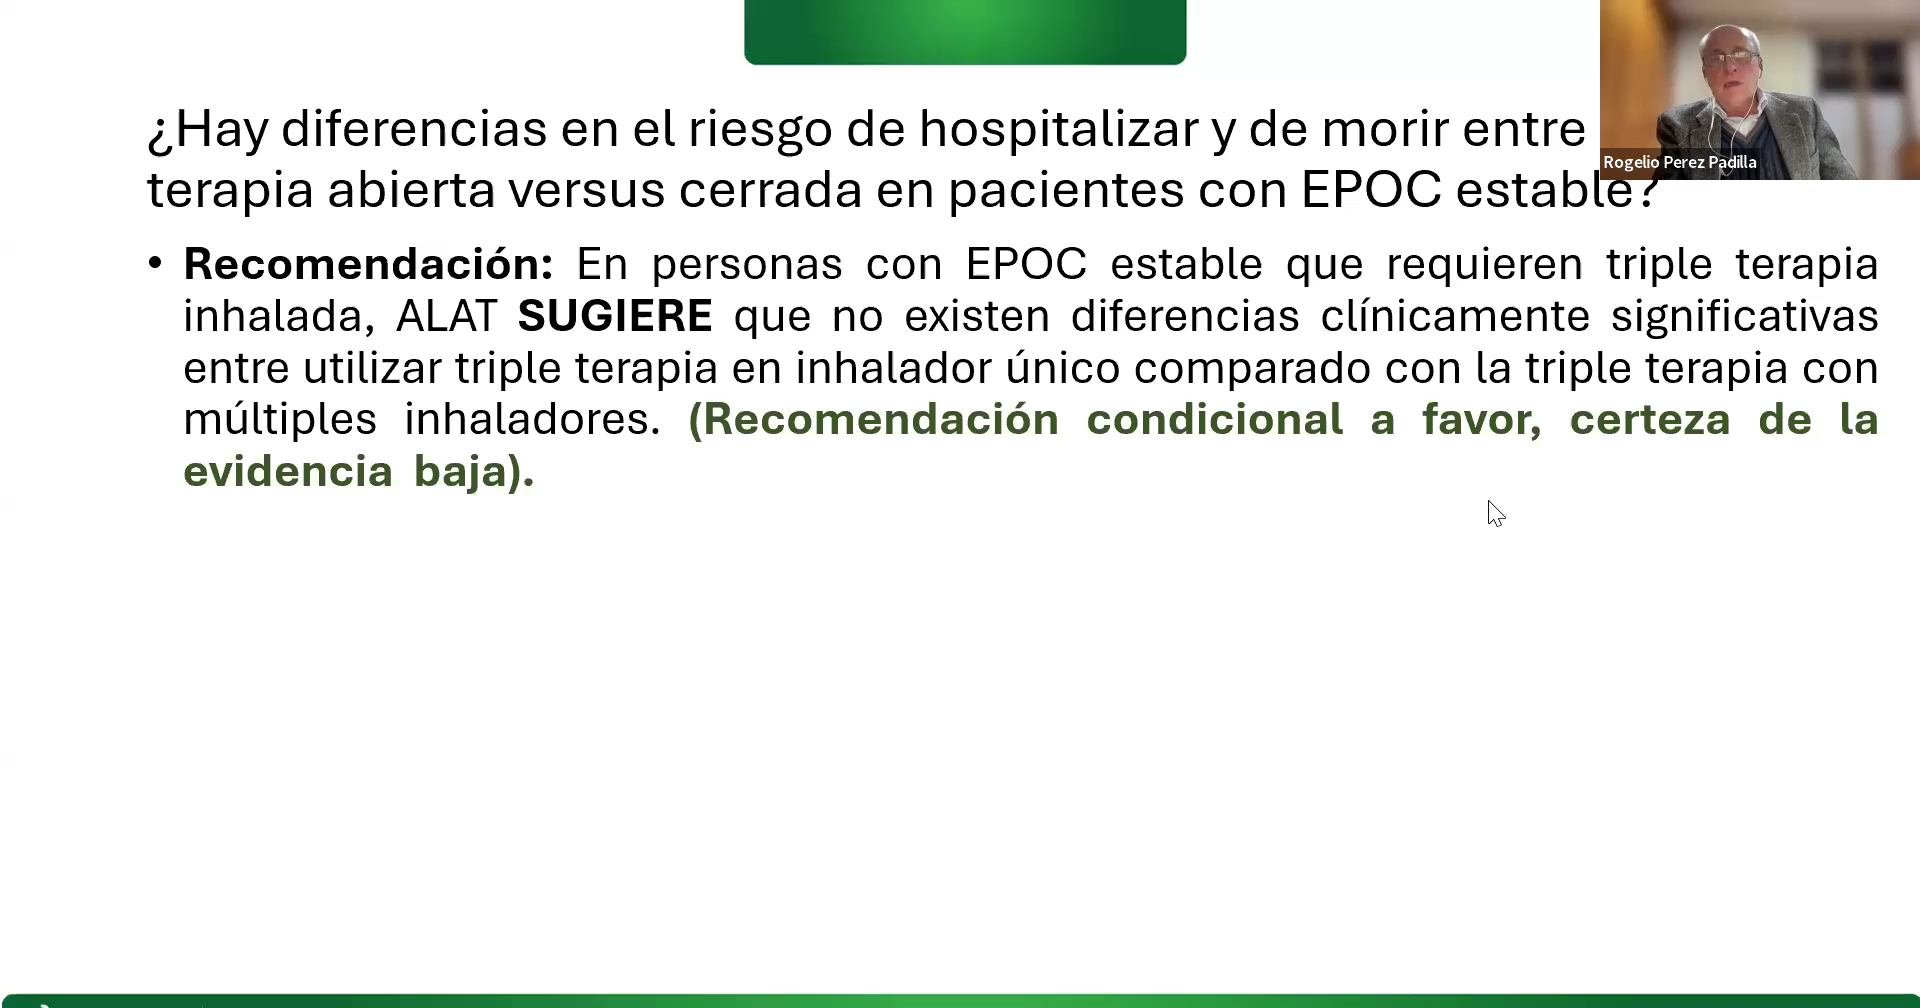 ¿Hay diferencias en el riesgo de hospitalizar y de morir entre
terapia abierta versus cerrada en pacientes con EPOC estable?
Rogelio Perez Padilla
• Recomendación: En personas con EPOC estable que requieren triple terapia
inhalada, ALAT SUGIERE que no existen diferencias clínicamente significativas
entre utilizar triple terapia en inhalador único comparado con la triple terapia con
múltiples inhaladores. (Recomendación condicional a favor, certeza de la
evidencia baja).